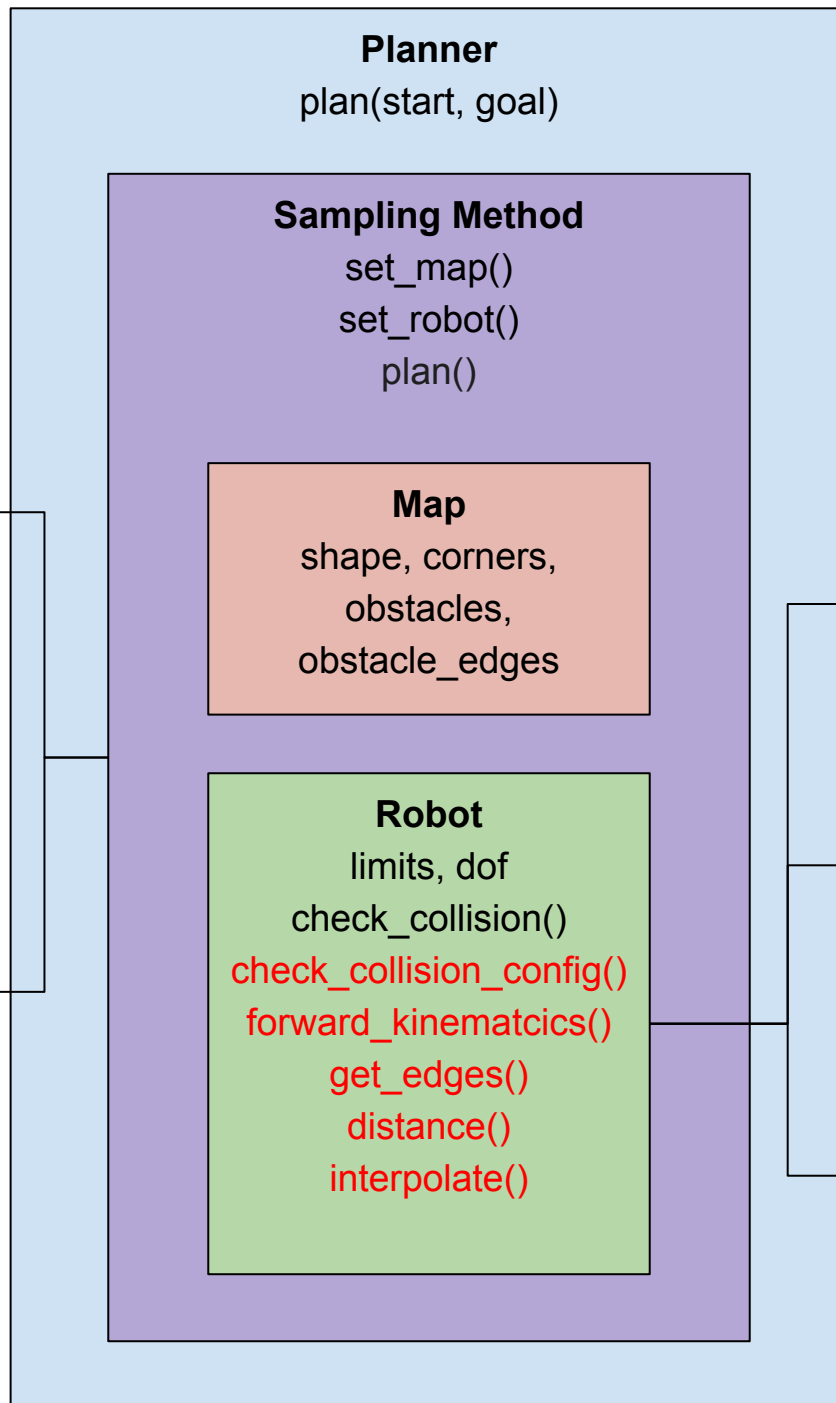 Planner
plan(start, goal)
Sampling Method
set_map()
set_robot()
plan()
Map
shape, corners,
obstacles,
obstacle_edges
Robot
limits, dof
check_collision()
check_collision_config()
forward_kinematcics()
get_edges()
distance()
interpolate()